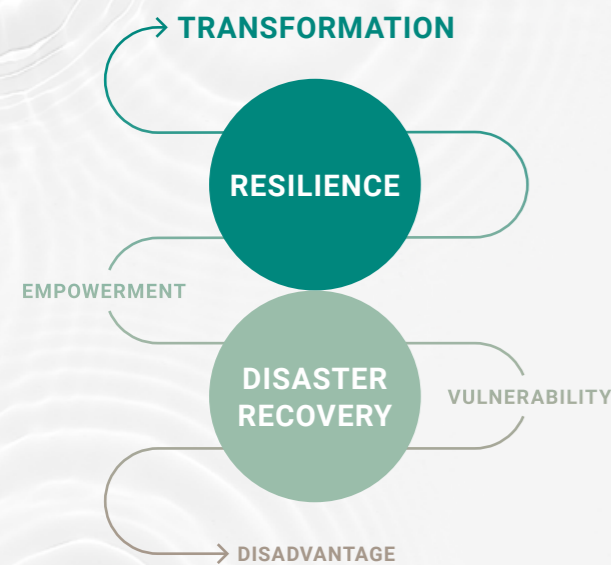 TRANSFORMATION
RESILIENCE
EMPOWERMENT
DISASTER
RECOVERY
VULNERABILITY
DISADVANTAGE